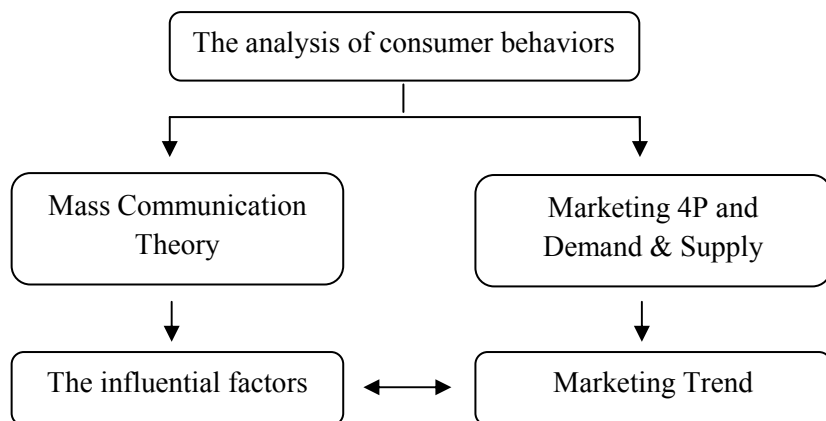 The analysis of consumer behaviors
Mass Communication
Theory
Marketing 4P and
Demand & Supply
The influential factors
Marketing Trend